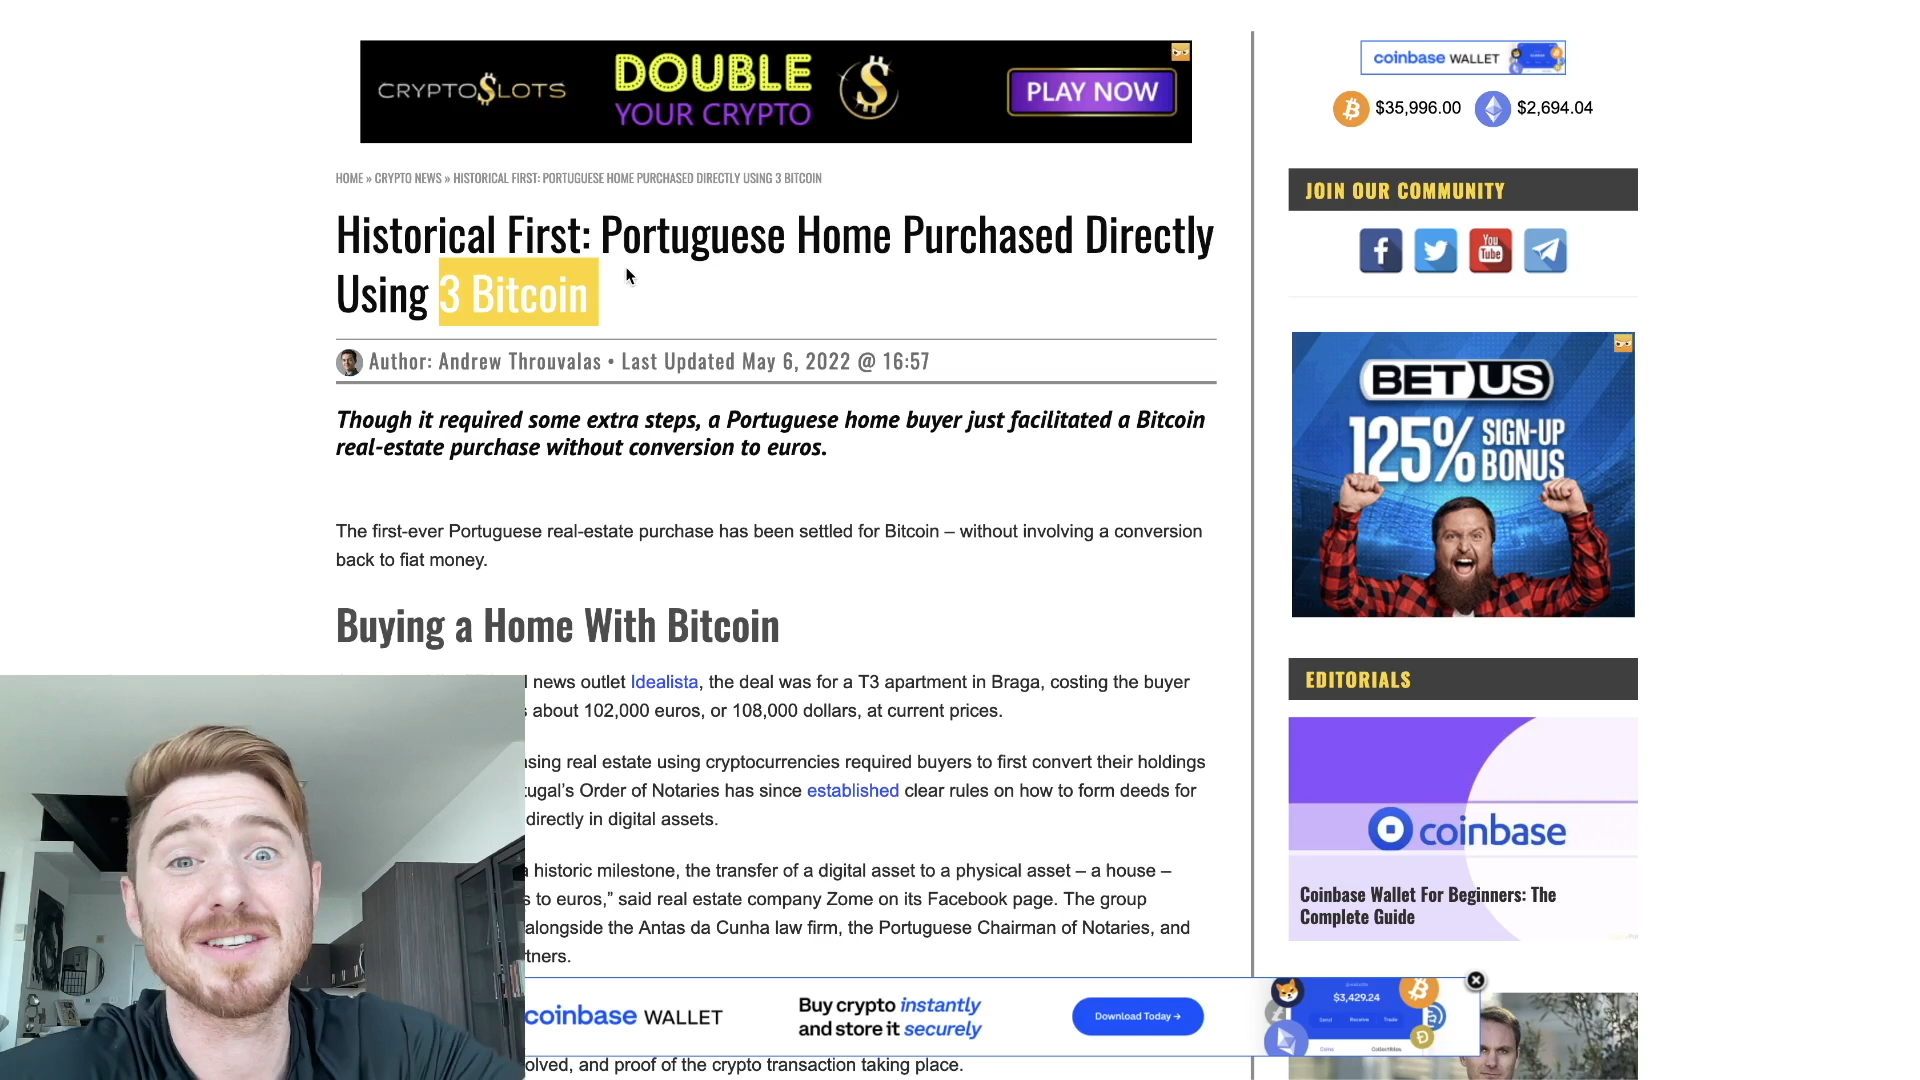 CRYPTO$LOTS
DOUBLE
YOUR CRYPTO
PLAY NOW
HOME » CRYPTO NEWS » HISTORICAL FIRST: PORTUGUESE HOME PURCHASED DIRECTLY USING 3 BITCOIN
Historical First: Portuguese Home Purchased Directly
Using 3 Bitcoin
Author: Andrew Throuvalas • Last Updated May 6, 2022 @ 16:57
Though it required some extra steps, a Portuguese home buyer just facilitated a Bitcoin
real-estate purchase without conversion to euros.
The first-ever Portuguese real-estate purchase has been settled for Bitcoin – without involving a conversion
back to fiat money.
Buying a Home With Bitcoin
news outlet Idealista, the deal was for a T3 apartment in Braga, costing the buyer
about 102,000 euros, or 108,000 dollars, at current prices.
sing real estate using cryptocurrencies required buyers to first convert their holdings
tugal’s Order of Notaries has since established clear rules on how to form deeds for
directly in digital assets.
historic milestone, the transfer of a digital asset to a physical asset – a house –
s to euros,” said real estate company Zome on its Facebook page. The group
alongside the Antas da Cunha law firm, the Portuguese Chairman of Notaries, and
tners.
coinbase WALLET
Buy crypto instantly
and store it securely
Download Today →
$3,429.24
Send Receive Trade
Coins Collectibles
olved, and proof of the crypto transaction taking place.
coinbase WALLET
$35,996.00 $2,694.04
JOIN OUR COMMUNITY
You
Tube
BET US
125% SIGN-UP
BONUS
EDITORIALS
coinbase
Coinbase Wallet For Beginners: The
Complete Guide